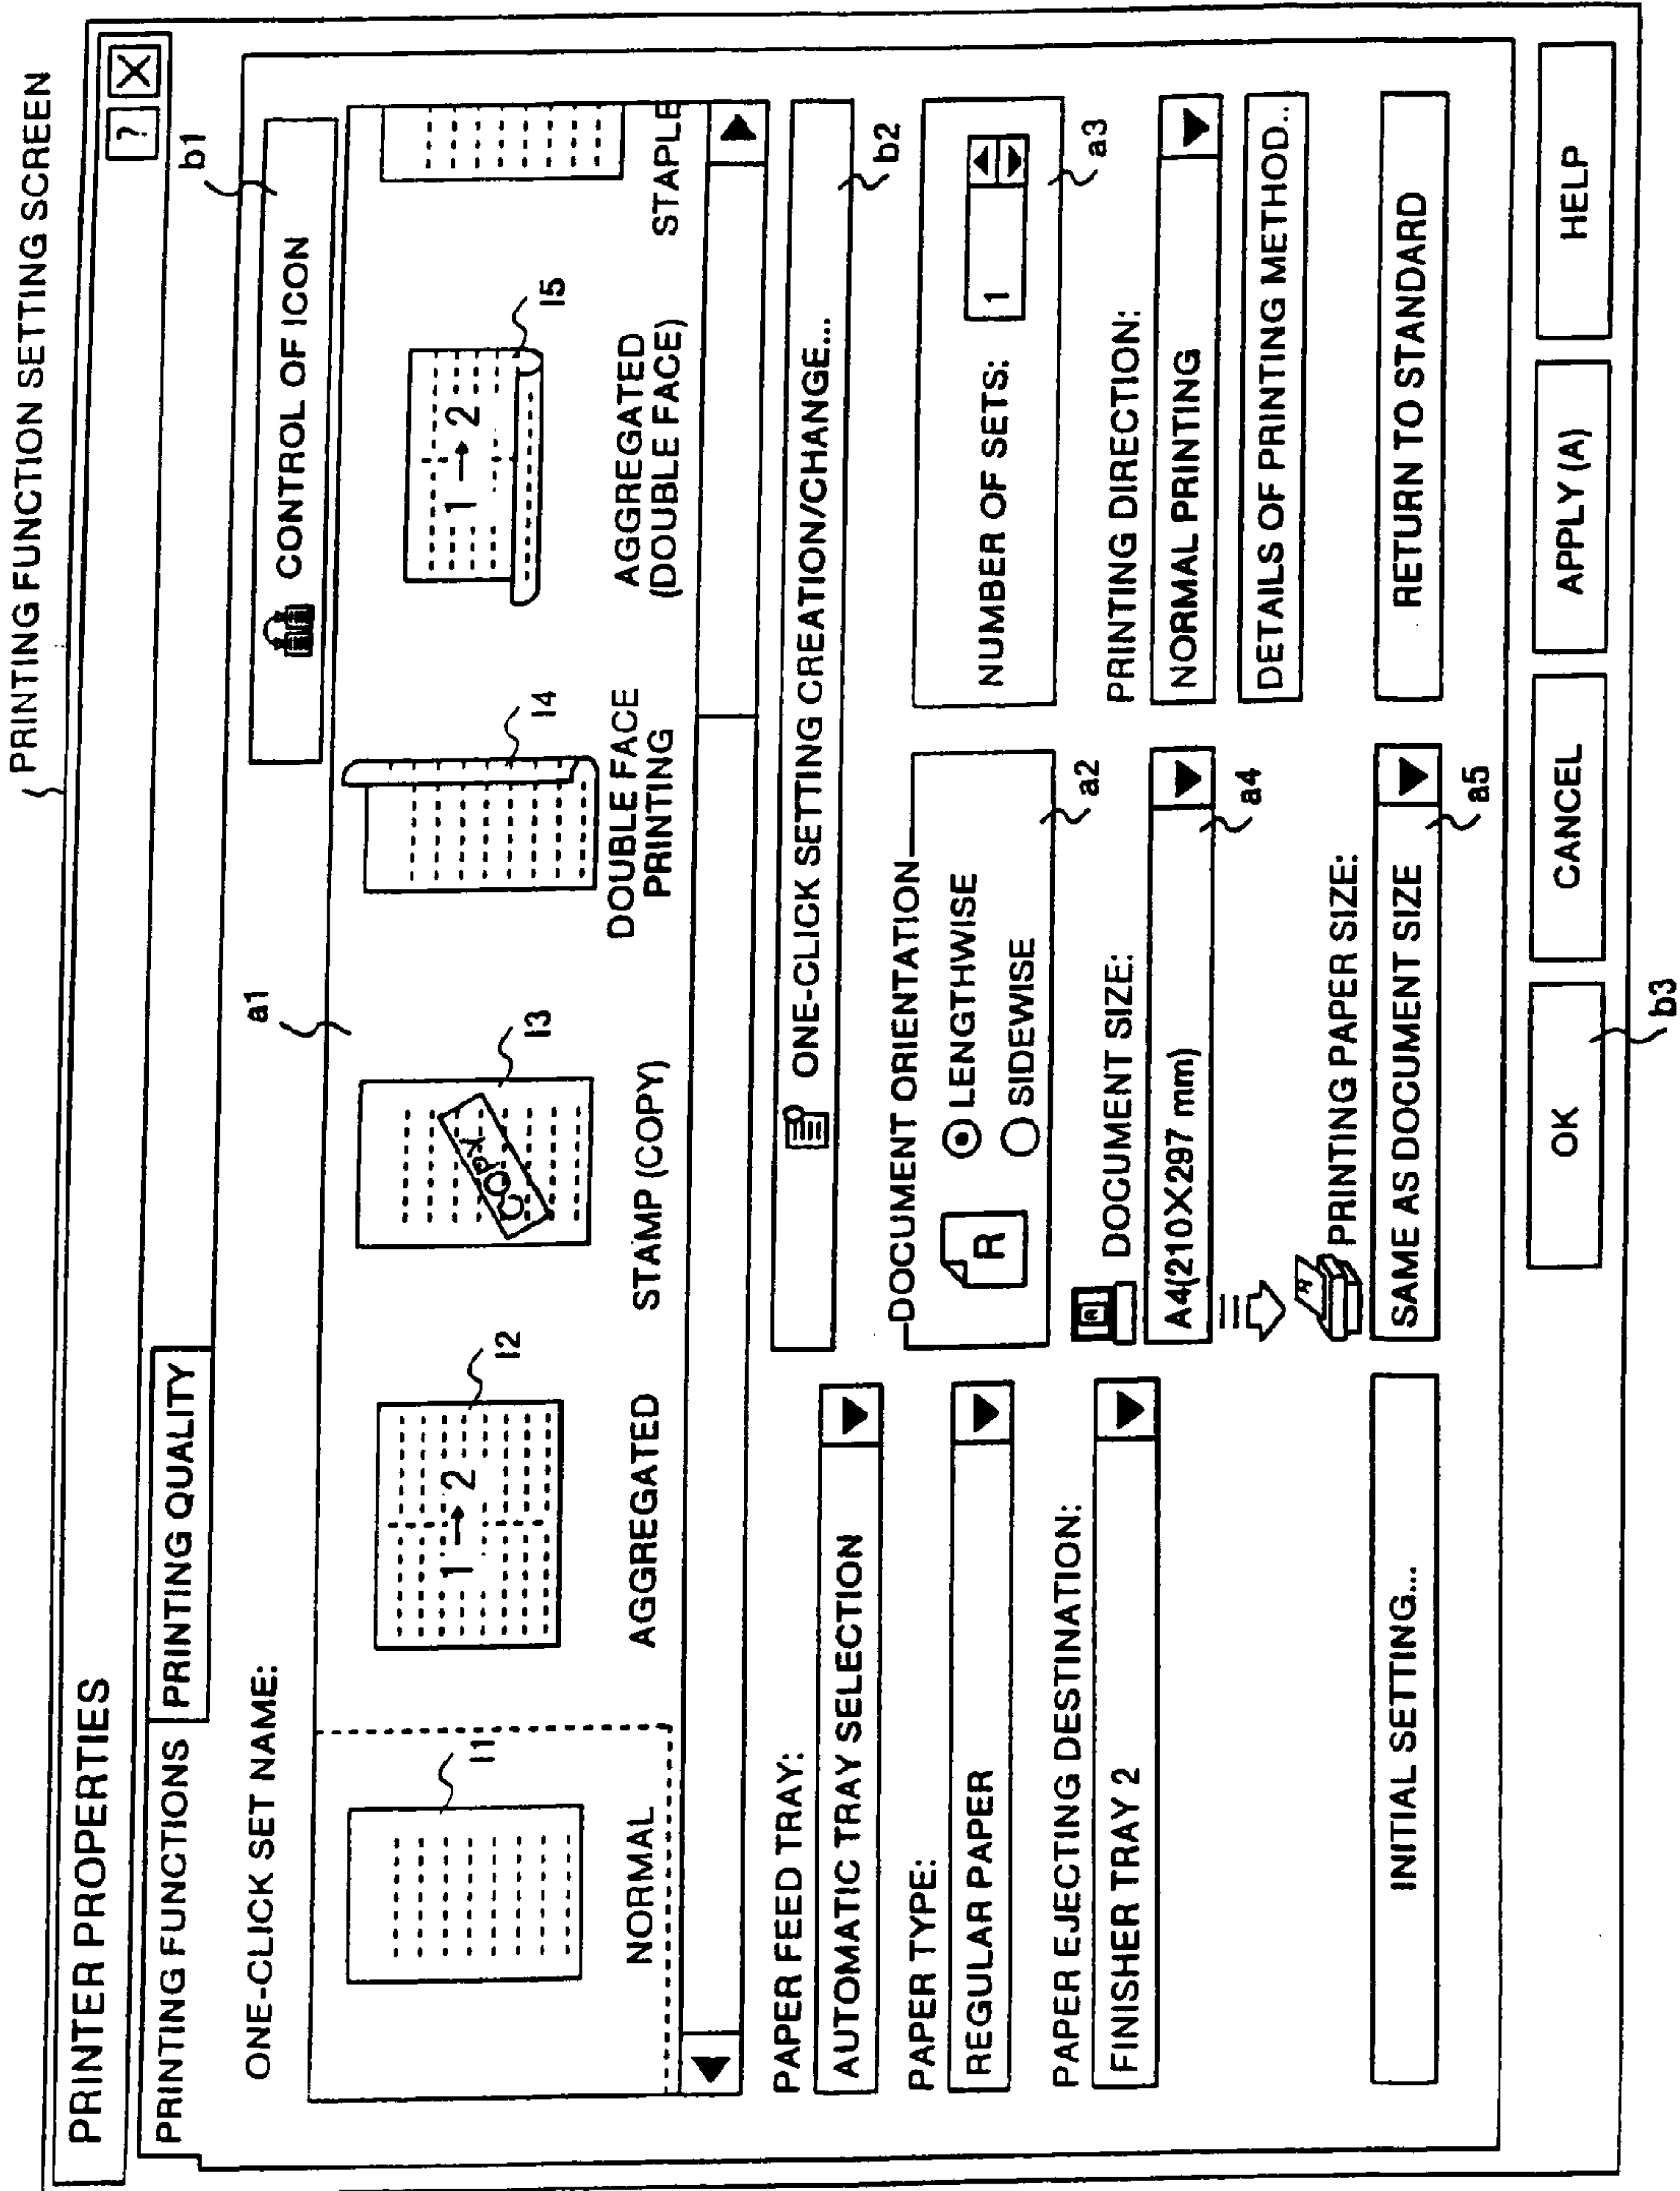 PRINTING FUNCTION SETTING SCREEN
PRINTER PROPERTIES
?
PRINTING FUNCTIONS
PRINTING QUALITY
b1
ONE-CLICK SET NAME:
a1
CONTROL OF ICON
I1
I2
I3
I4
I5
1→2
COPY
1→2
NORMAL
AGGREGATED
STAMP (COPY)
DOUBLE FACE
PRINTING
AGGREGATED
(DOUBLE FACE)
STAPLE
PAPER FEED TRAY:
AUTOMATIC TRAY SELECTION
ONE-CLICK SETTING CREATION/CHANGE...
b2
PAPER TYPE:
REGULAR PAPER
DOCUMENT ORIENTATION
R
LENGTHWISE
SIDEWISE
a2
NUMBER OF SETS:
1
a3
PAPER EJECTING DESTINATION:
FINISHER TRAY 2
DOCUMENT SIZE:
A4(210X297 mm)
a4
PRINTING DIRECTION:
NORMAL PRINTING
DETAILS OF PRINTING METHOD..
PRINTING PAPER SIZE:
SAME AS DOCUMENT SIZE
a5
INITIAL SETTING...
RETURN TO STANDARD
OK
CANCEL
APPLY (A)
HELP
b3